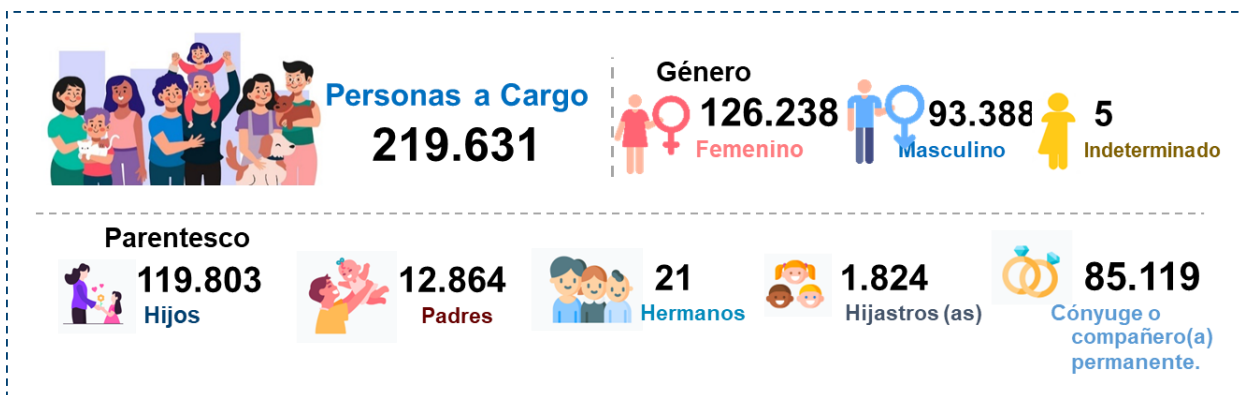 Personas a Cargo
219.631
Género
126.238
Femenino
93.388
Masculino
5
Indeterminado
Parentesco
119.803
Hijos
12.864
Padres
21
Hermanos
1.824
Hijastros (as)
85.119
Cónyuge o
compañero(a)
permanente.